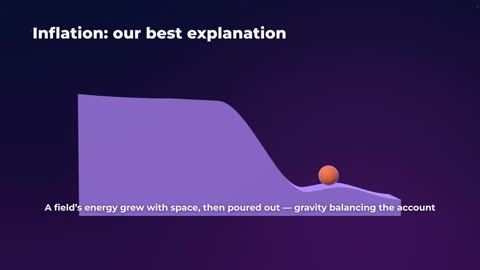 Inflation: our best explanation
A field’s energy grew with space, then poured out — gravity balancing the account